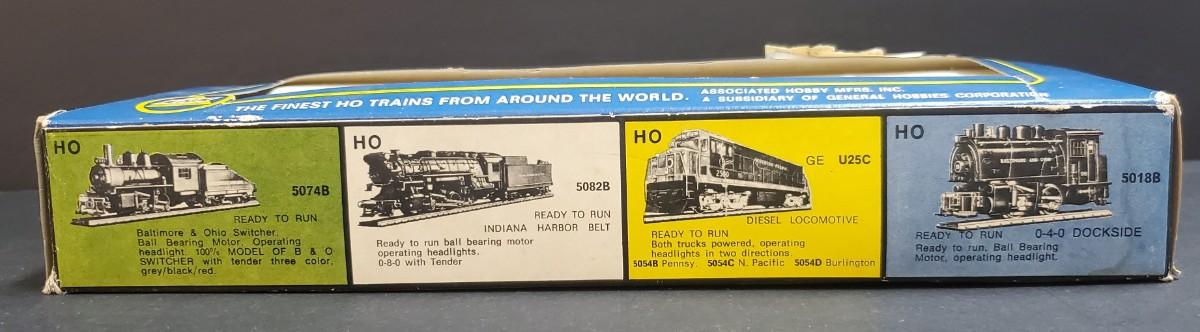 THE FINEST HO TRAINS FROM AROUND THE WORLD.
ASSOCIATED HOBBY MFRS. INC.
A SUBSIDIARY OF GENERAL HOBBIES CORPORATION
HO
5074B
READY TO RUN
Baltimore & Ohio Switcher.
Ball Bearing Motor, Operating
headlight. 100% MODEL OF B & O
SWITCHER with tender three color,
grey/black/red.
HO
5082B
READY TO RUN
INDIANA HARBOR BELT
Ready to run ball bearing motor
operating headlights.
0-8-0 with Tender
HO
GE U25C
2500
DIESEL LOCOMOTIVE
READY TO RUN
Both trucks powered, operating
headlights in two directions.
5054B Pennsy. 5054C N. Pacific 5054D Burlington
HO
BALTIMORE AND OHIO
5018B
READY TO RUN 0-4-0 DOCKSIDE
Ready to run, Ball Bearing
Motor, operating headlight.